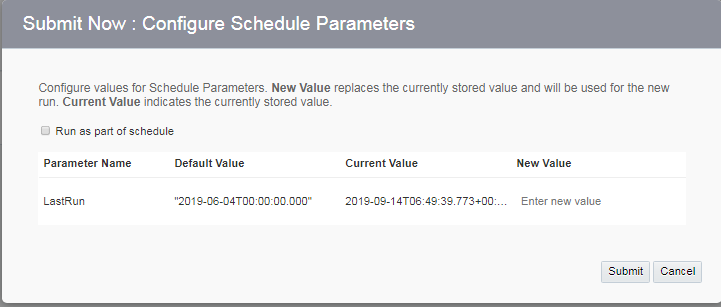 Submit Now : Configure Schedule Parameters
Configure values for Schedule Parameters. New Value replaces the currently stored value and will be used for the new
run. Current Value indicates the currently stored value.
Run as part of schedule
Parameter Name Default Value Current Value New Value
LastRun "2019-06-04T00:00:00.000" 2019-09-14T06:49:39.773+00:... Enter new value
Submit Cancel